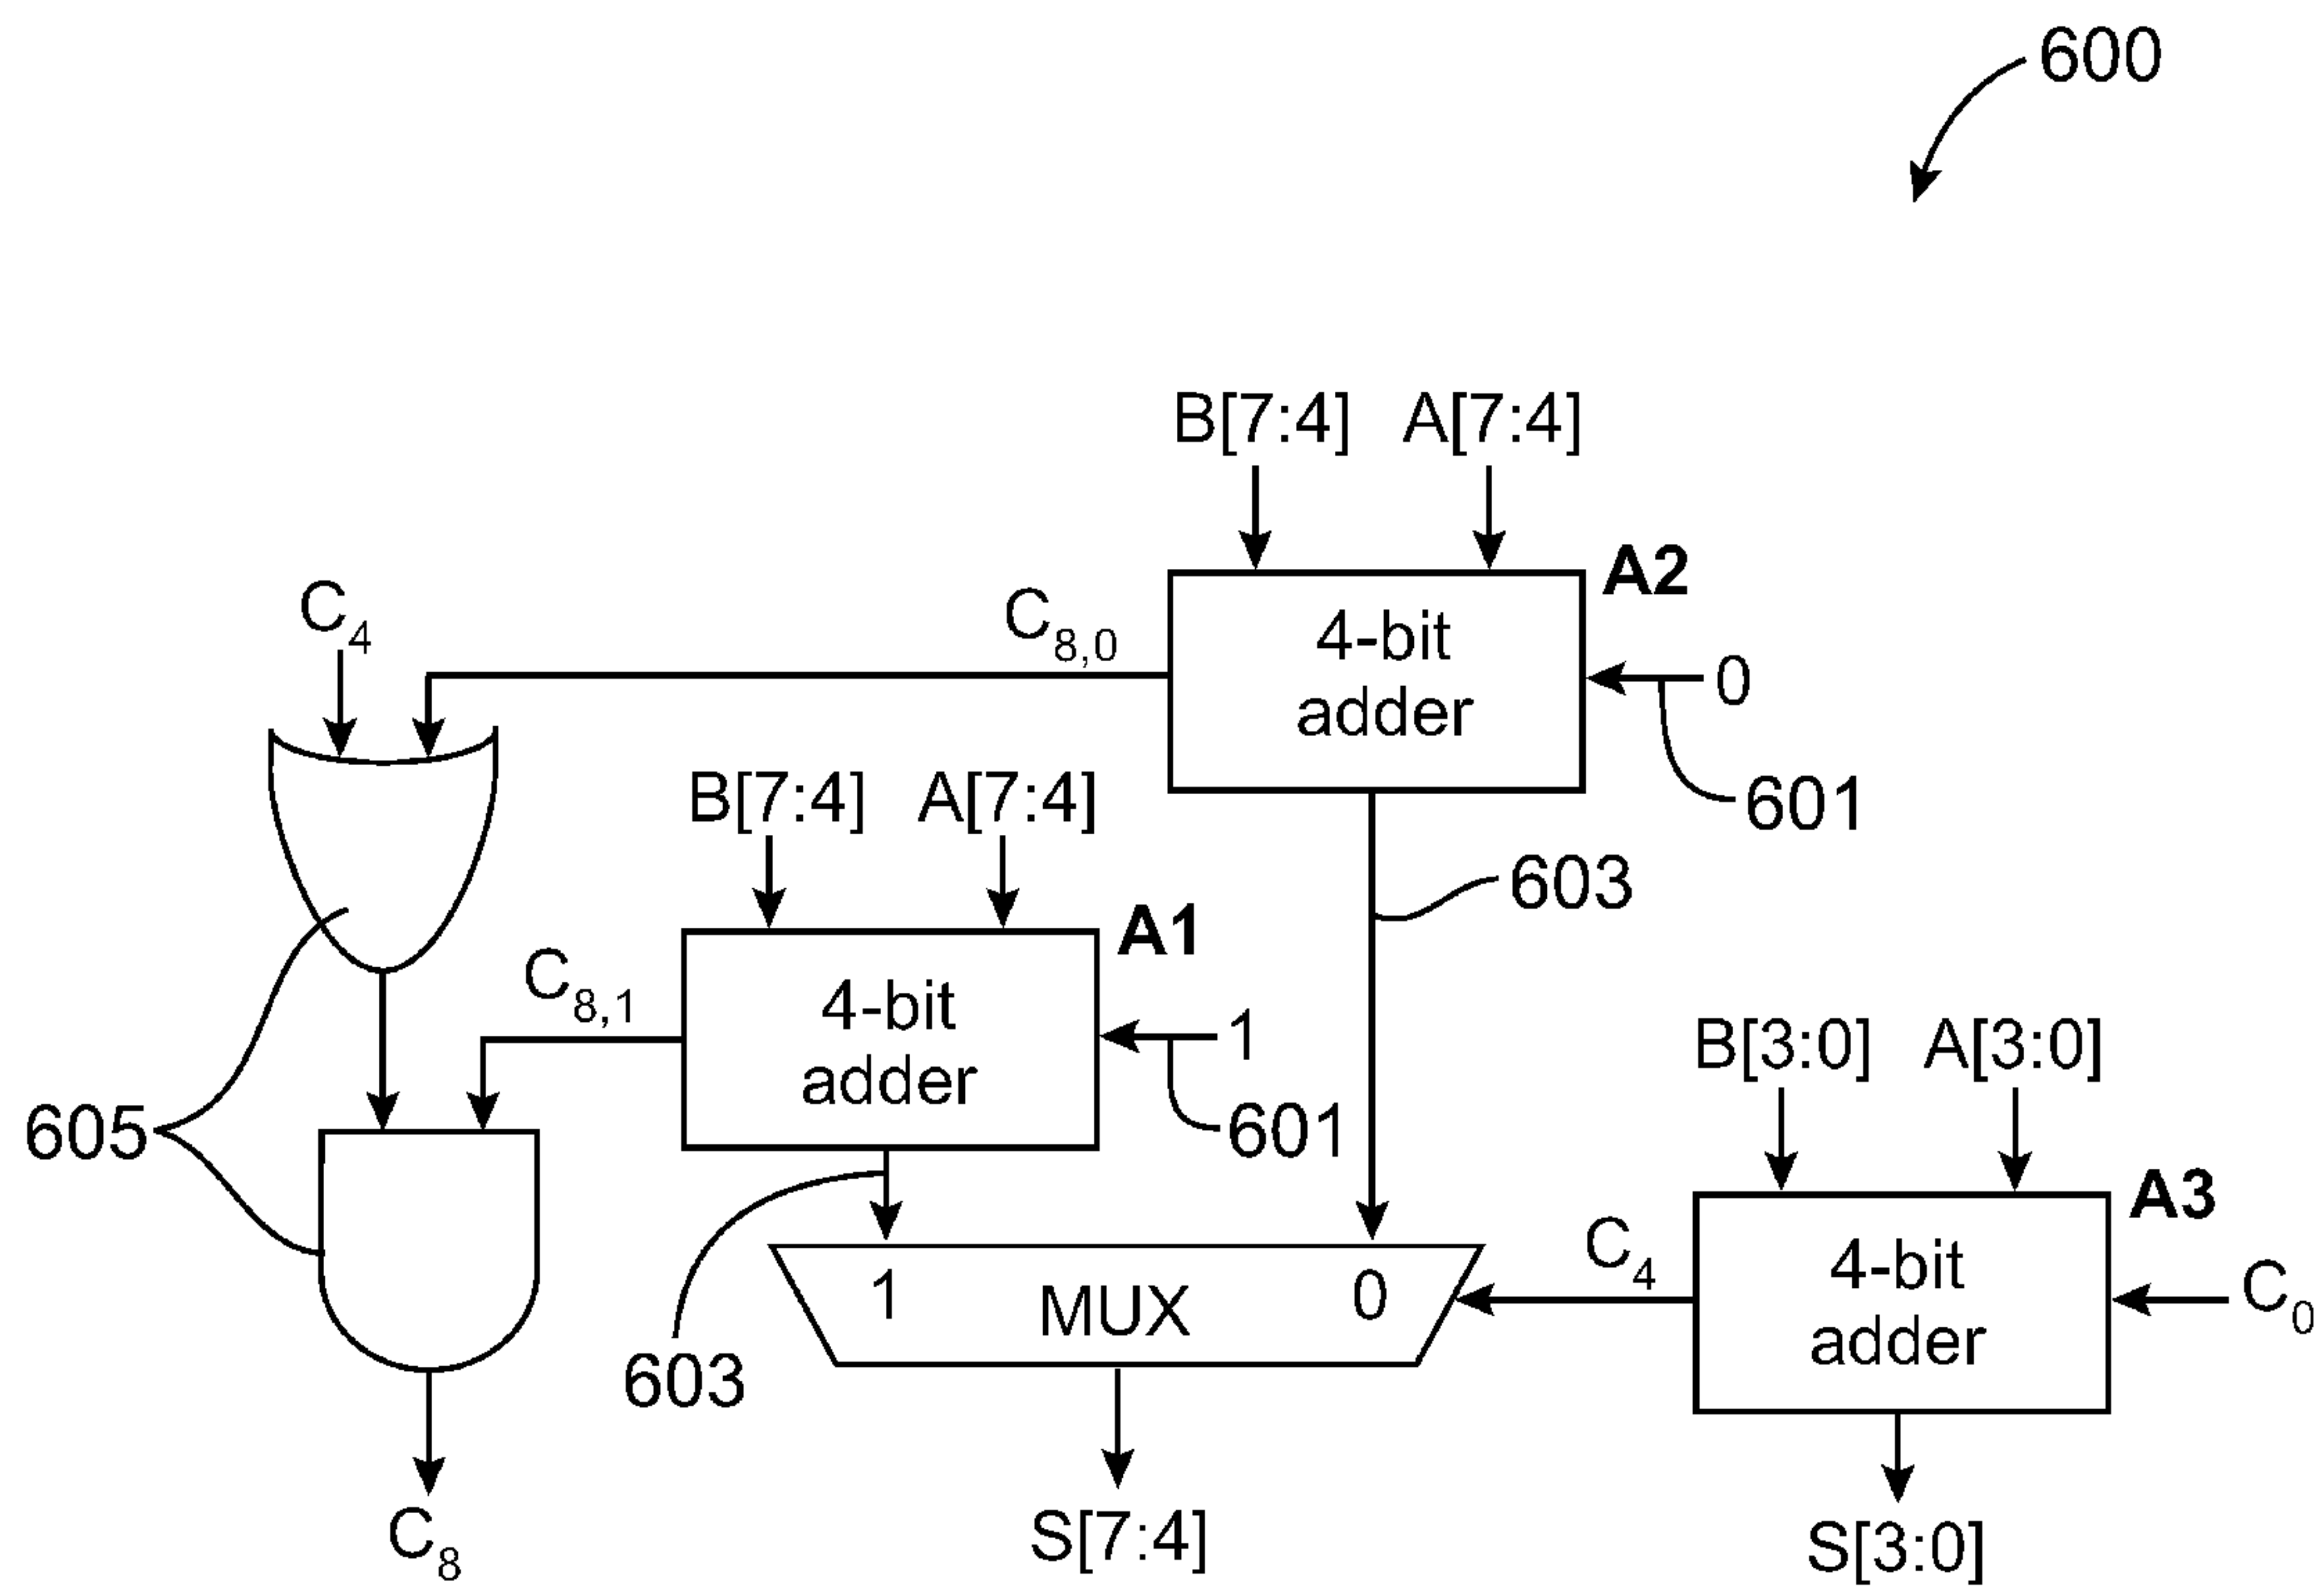 600
B[7:4] A[7:4]
A2
C4
C8,0
4-bit
adder
0
601
B[7:4] A[7:4]
603
A1
C8,1
4-bit
adder
1
601
B[3:0] A[3:0]
605
A3
C4
4-bit
adder
C0
1 MUX 0
603
C8
S[7:4]
S[3:0]